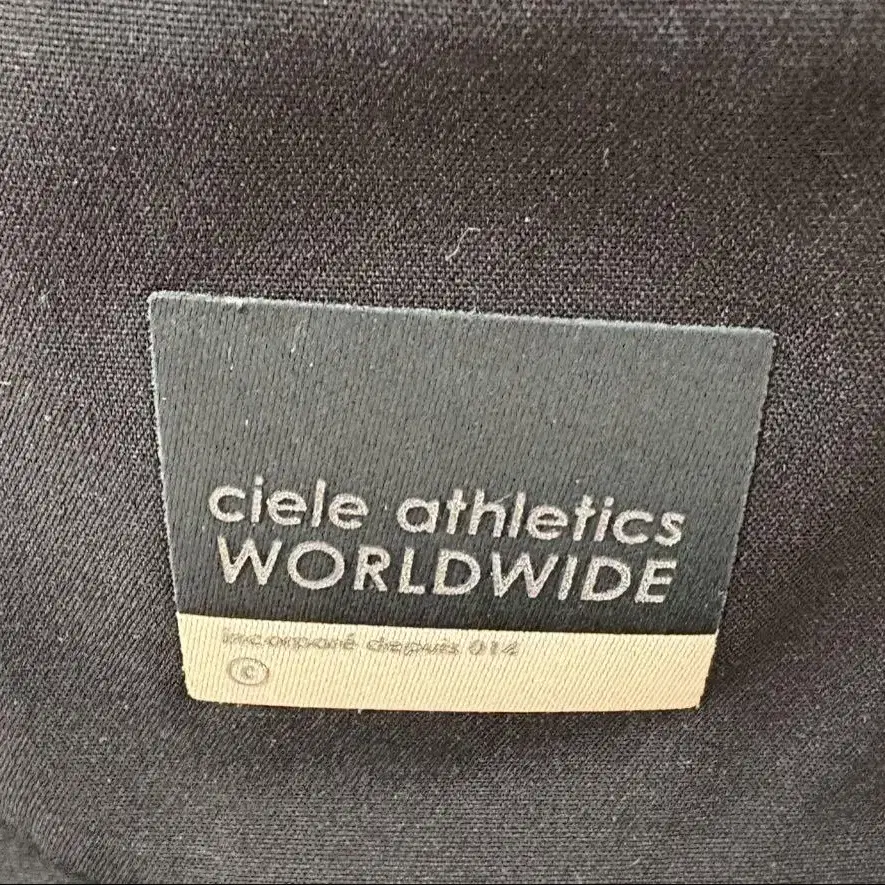 ciele athletics
WORLDWIDE
incorporé depuis 014
©